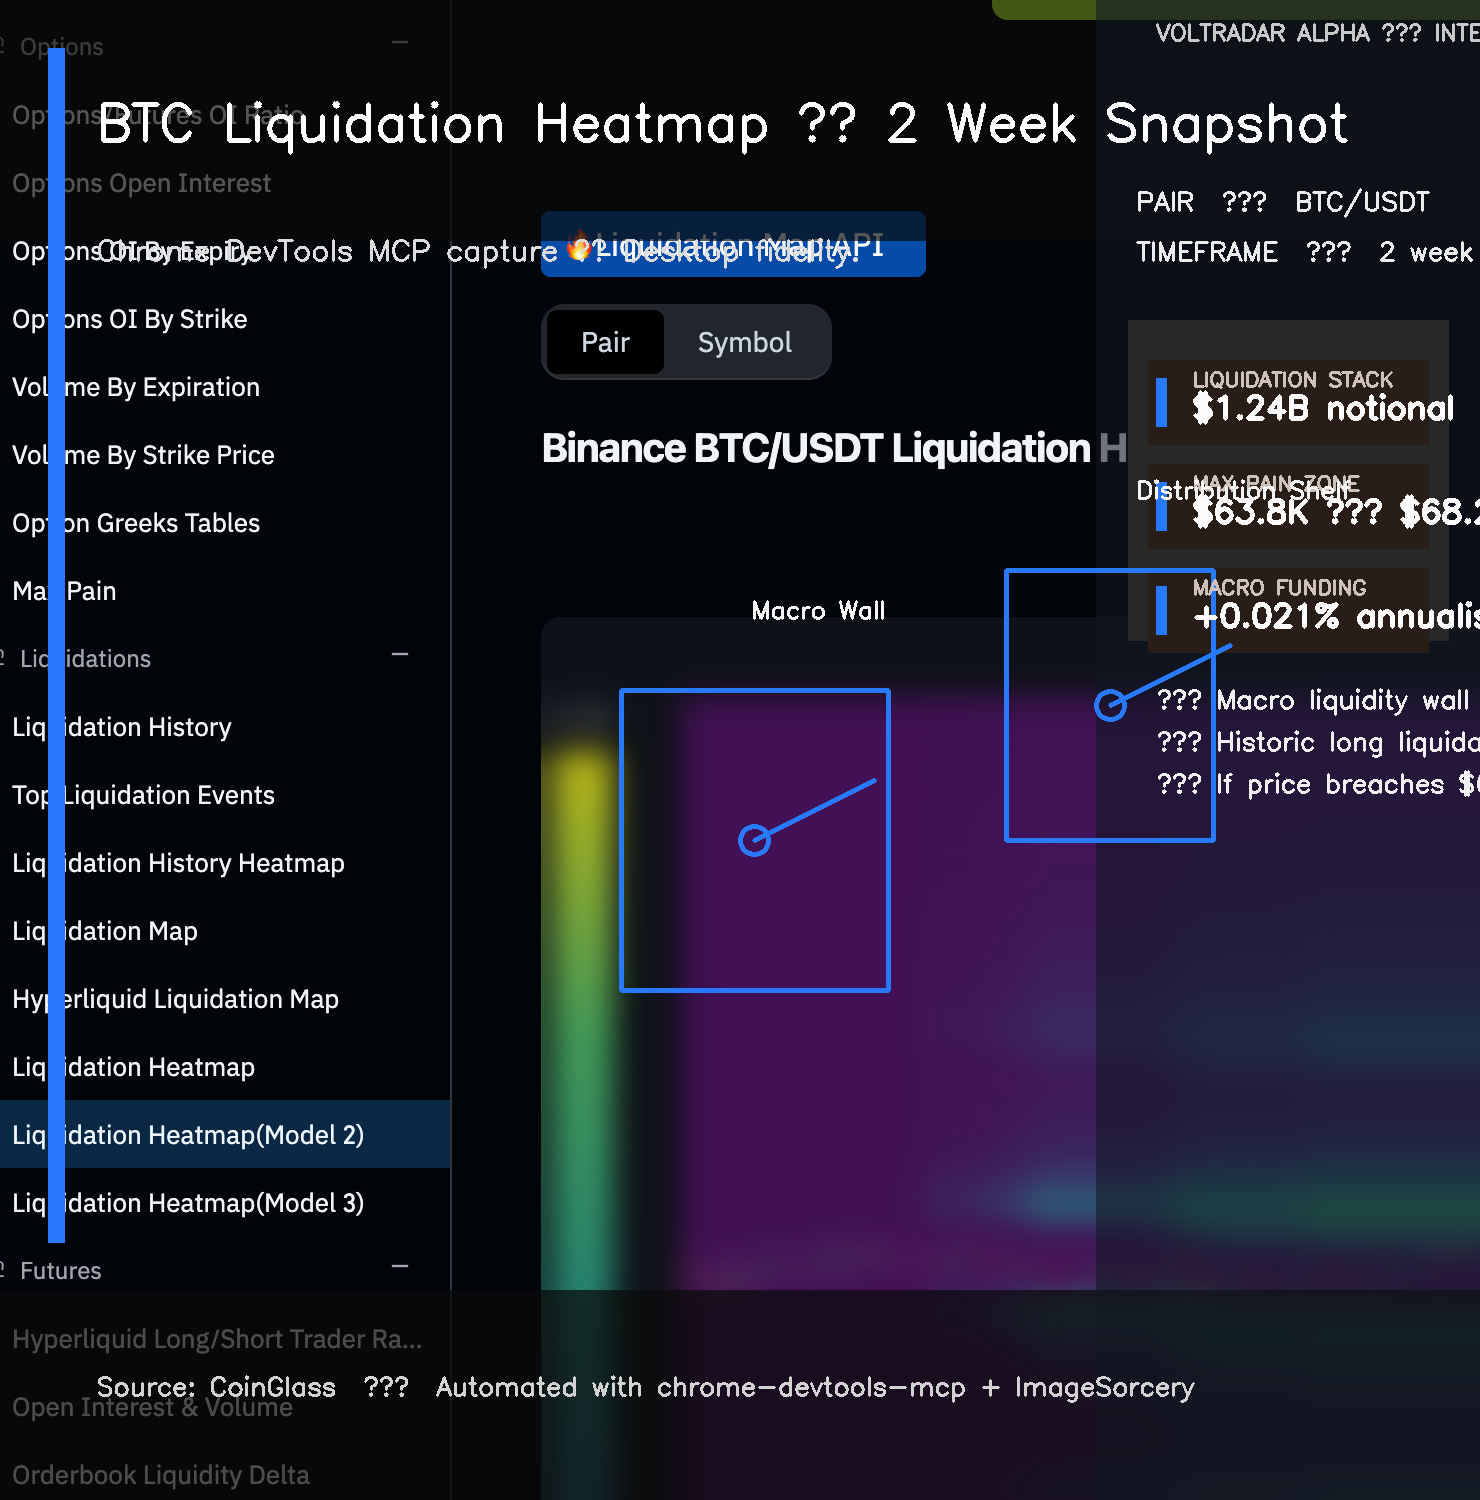 Options
VOLTRADAR ALPHA ??? INTE
Options/Futures OI Ratio
BTC Liquidation Heatmap ?? 2 Week Snapshot
Options Open Interest
PAIR ??? BTC/USDT
Options OI By Expiry
Chrome DevTools MCP capture ?? Desktop fidelity.
Liquidation Map API
TIMEFRAME ??? 2 week
Options OI By Strike
Pair
Symbol
Volume By Expiration
LIQUIDATION STACK
$1.24B notional
Volume By Strike Price
Binance BTC/USDT Liquidation H
MAX PAIN ZONE
Distribution Shelf
$63.8K ??? $68.2
Option Greeks Tables
Max Pain
Macro Wall
MACRO FUNDING
+0.021% annualis
Liquidations
??? Macro liquidity wall
Liquidation History
??? Historic long liquida
Top Liquidation Events
??? If price breaches
Liquidation History Heatmap
Liquidation Map
Hyperliquid Liquidation Map
Liquidation Heatmap
Liquidation Heatmap(Model 2)
Liquidation Heatmap(Model 3)
Futures
Hyperliquid Long/Short Trader Ra...
Source: CoinGlass ??? Automated with chrome-devtools-mcp + ImageSorcery
Open Interest & Volume
Orderbook Liquidity Delta